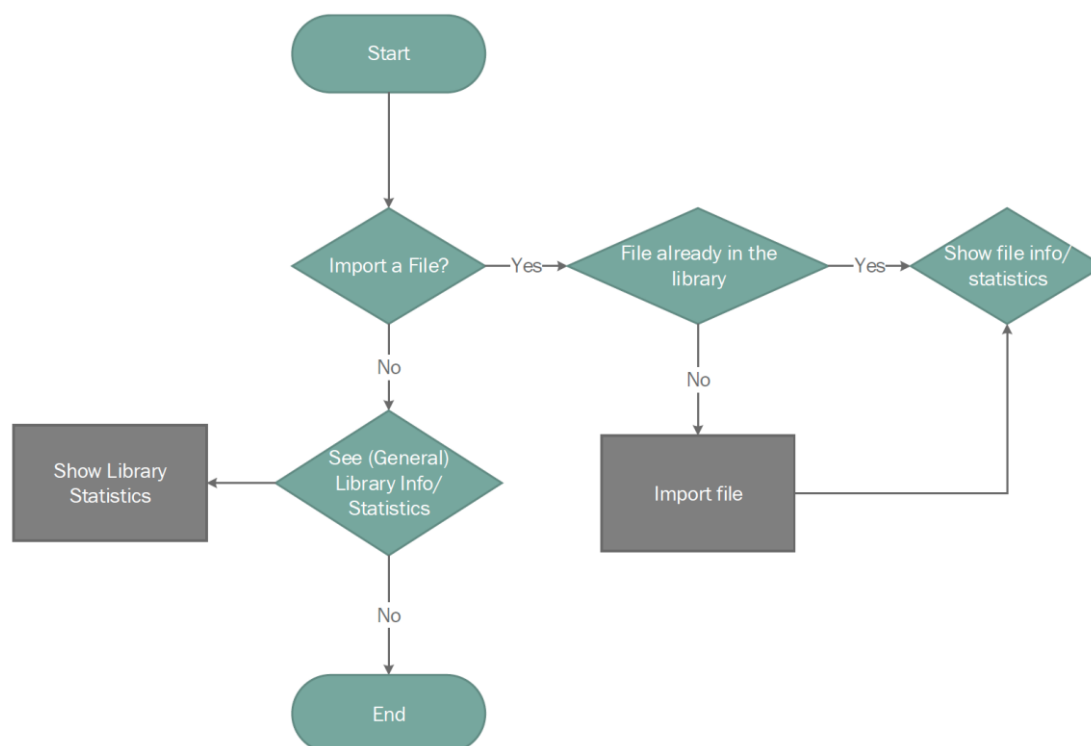 Start
Import a File?
Yes
File already in the
library
Yes
Show file info/
statistics
No
No
Show Library
Statistics
See (General)
Library Info/
Statistics
Import file
No
End